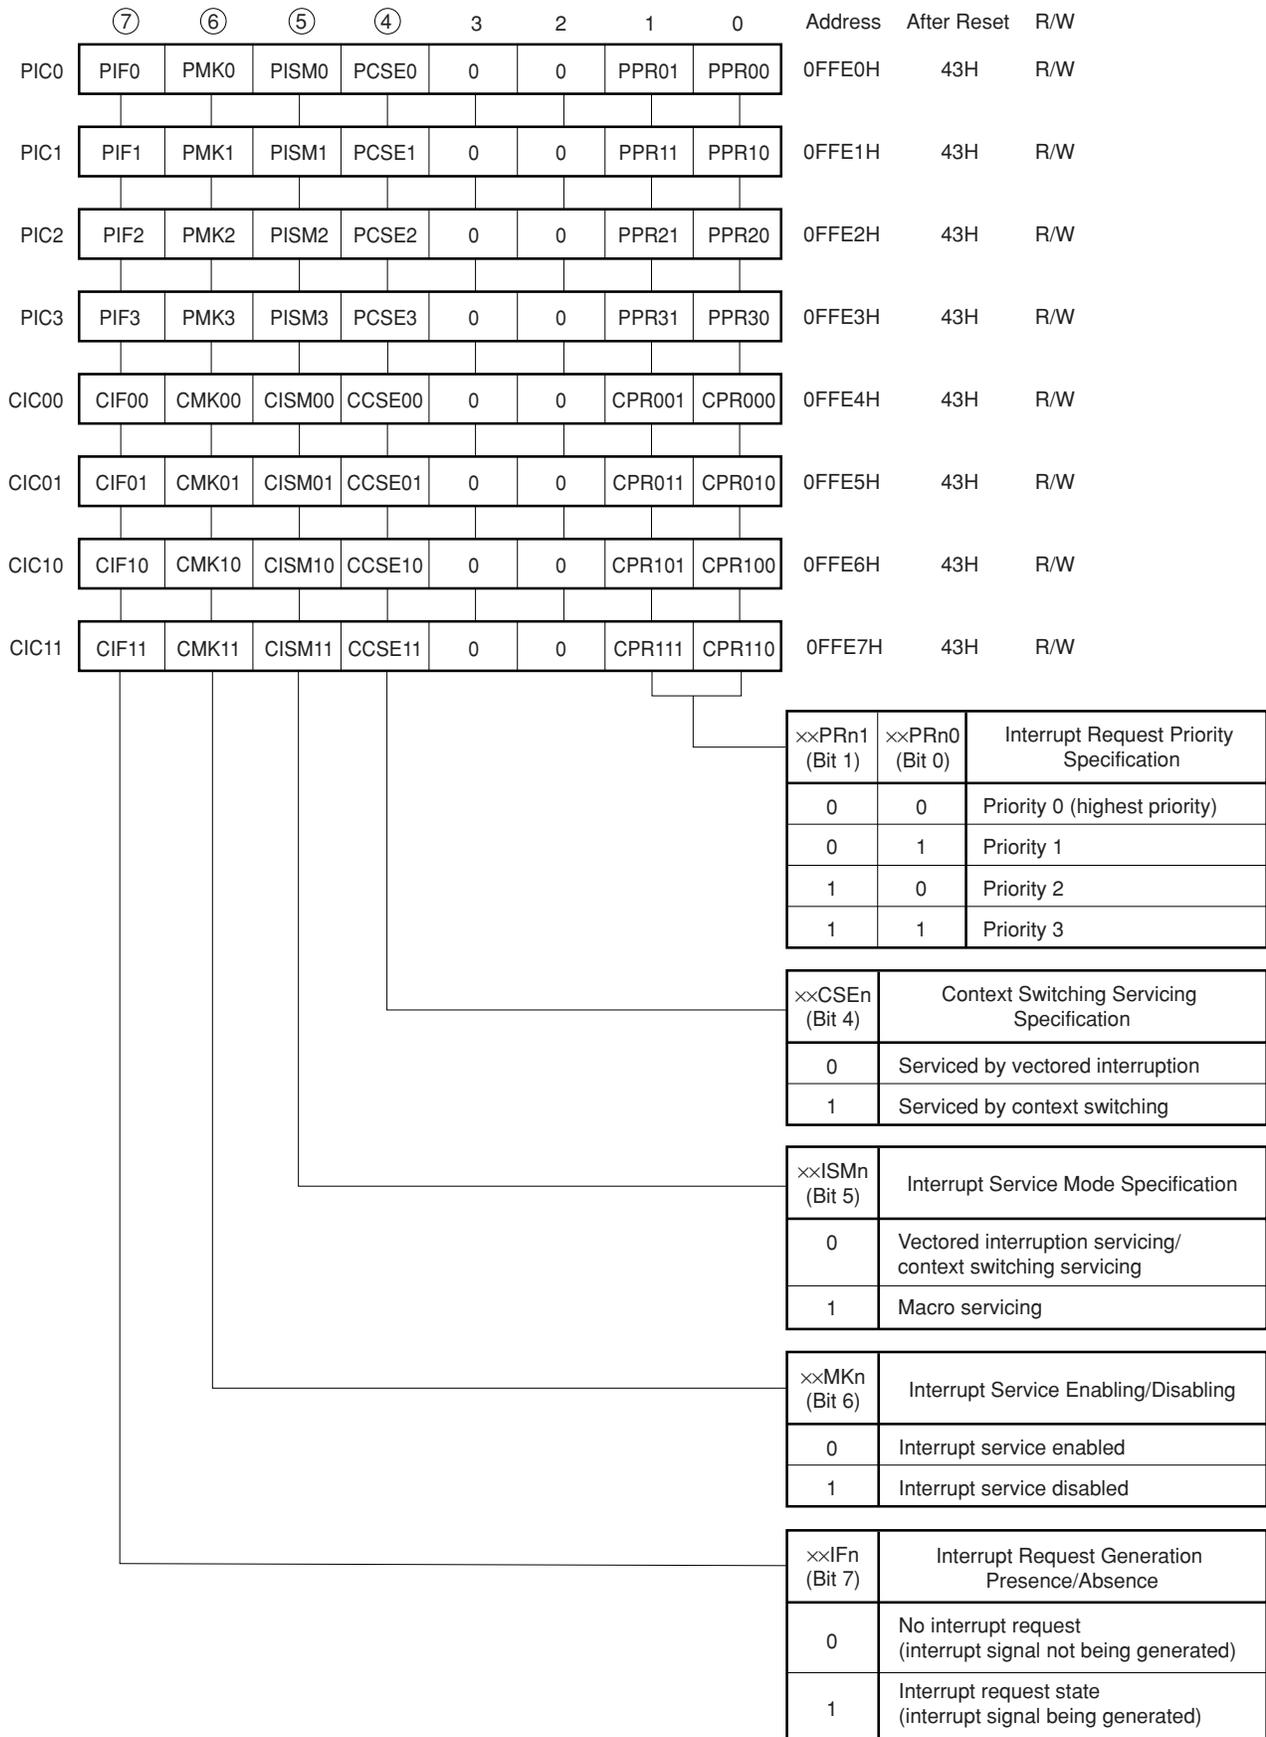 ⑦ ⑥ ⑤ ④ 3 2 1 0 Address After Reset R/W
PIC0 PIF0 PMK0 PISM0 PCSE0 0 0 PPR01 PPR00 0FFE0H 43H R/W
PIC1 PIF1 PMK1 PISM1 PCSE1 0 0 PPR11 PPR10 0FFE1H 43H R/W
PIC2 PIF2 PMK2 PISM2 PCSE2 0 0 PPR21 PPR20 0FFE2H 43H R/W
PIC3 PIF3 PMK3 PISM3 PCSE3 0 0 PPR31 PPR30 0FFE3H 43H R/W
CIC00 CIF00 CMK00 CISM00 CCSE00 0 0 CPR001 CPR000 0FFE4H 43H R/W
CIC01 CIF01 CMK01 CISM01 CCSE01 0 0 CPR011 CPR010 0FFE5H 43H R/W
CIC10 CIF10 CMK10 CISM10 CCSE10 0 0 CPR101 CPR100 0FFE6H 43H R/W
CIC11 CIF11 CMK11 CISM11 CCSE11 0 0 CPR111 CPR110 0FFE7H 43H R/W
××PRn1 ××PRn0 Interrupt Request Priority
(Bit 1) (Bit 0) Specification
0 0 Priority 0 (highest priority)
0 1 Priority 1
1 0 Priority 2
1 1 Priority 3
××CSEn Context Switching Servicing
(Bit 4) Specification
0 Serviced by vectored interruption
1 Serviced by context switching
××ISMn
(Bit 5) Interrupt Service Mode Specification
0 Vectored interruption servicing/
context switching servicing
1 Macro servicing
××MKn
(Bit 6) Interrupt Service Enabling/Disabling
0 Interrupt service enabled
1 Interrupt service disabled
××IFn Interrupt Request Generation
(Bit 7) Presence/Absence
0 No interrupt request
(interrupt signal not being generated)
1 Interrupt request state
(interrupt signal being generated)